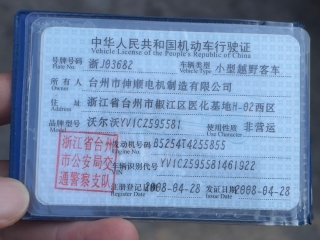 中华人民共和国机动车行驶证
Vehicle License of the People's Republic of China
号牌号码 浙J0368Z 车辆类型 小型越野客车
Plate No. Vehicle Type
所有人 台州市伸顺电机制造有限公司
Owner
住址 浙江省台州市椒江区医化基地H-02西区
Address
品牌型号 沃尔沃YV1CZ595581 使用性质 非营运
Model Use Character
发动机号码 B5254T4255855
Engine No.
车辆识别代号 YV1CZ595581461922
VIN
浙江省台州
市公安局交
通警察支队
注册登记日期 2008-04-28 发证日期 2008-04-28
Register Date Issue Date